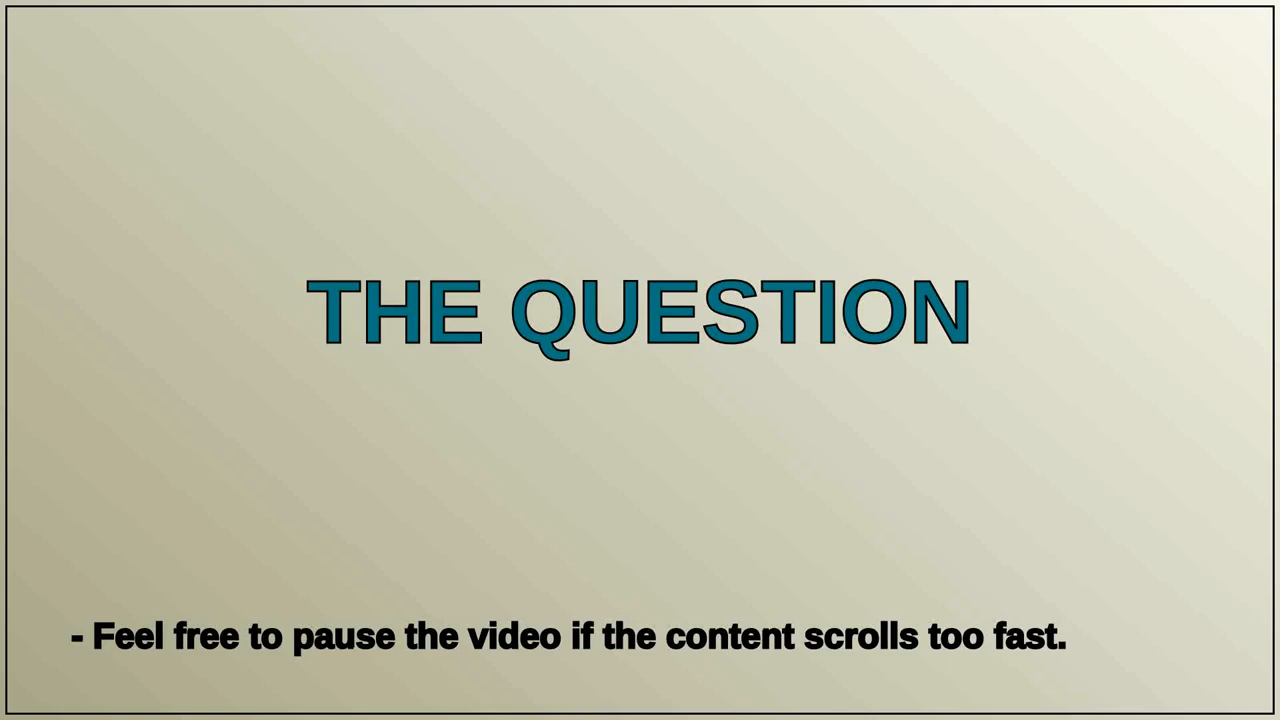 THE QUESTION
- Feel free to pause the video if the content scrolls too fast.